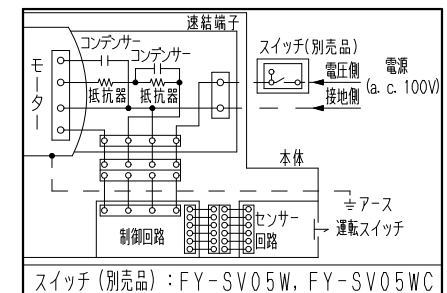 速結端子
コンデンサー
コンデンサー
スイッチ(別売品)
モーター
抵抗器
抵抗器
電圧側
接地側
電源
(a.c.100V)
本体
アース
制御回路
センサー
回路
運転スイッチ
スイッチ(別売品):FY-SV05W,FY-SV05WC